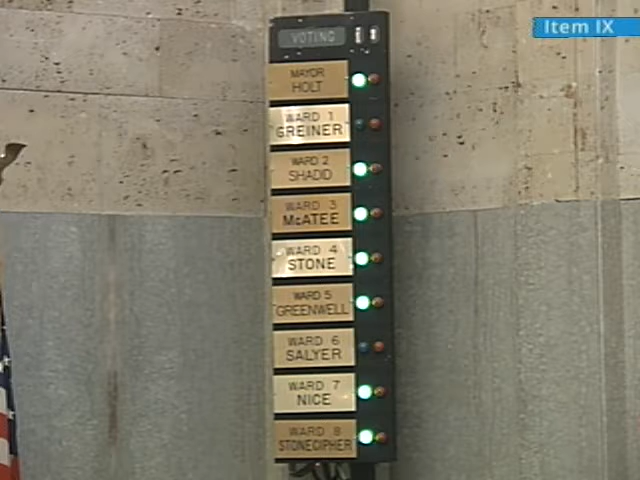 Item IX
VOTING
MAYOR
HOLT
WARD 1
GREINER
WARD 2
SHADID
WARD 3
McATEE
WARD 4
STONE
WARD 5
GREENWELL
WARD 6
SALYER
WARD 7
NICE
WARD 8
STONECIPHER